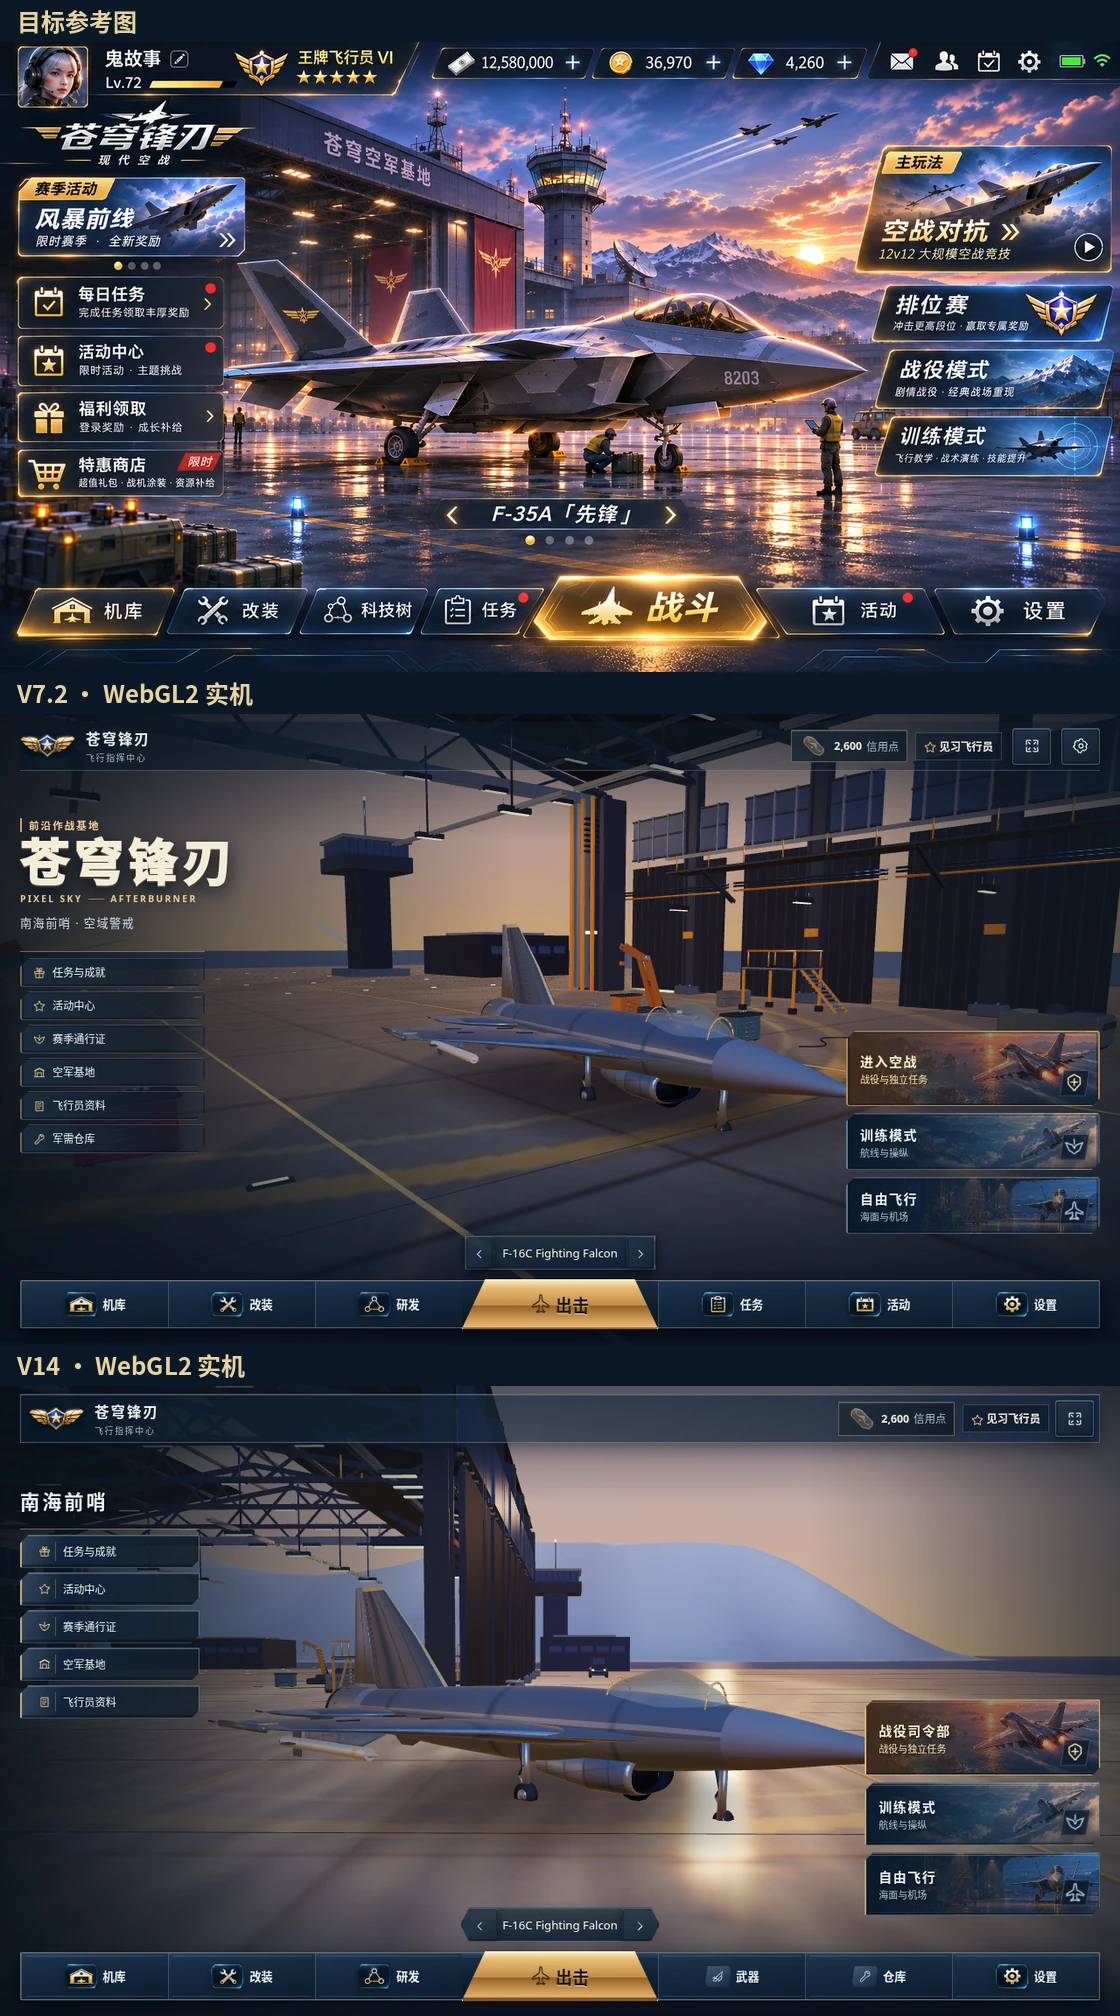 目标参考图
鬼故事
Lv.72
王牌飞行员 VI
12,580,000
36,970
4,260
苍穹锋刃
现代空战
苍穹空军基地
赛季活动
风暴前线
限时赛季 · 全新奖励
每日任务
完成任务领取丰厚奖励
活动中心
限时活动 · 主题挑战
福利领取
登录奖励 · 成长补给
特惠商店
限时
超值礼包 · 战机涂装 · 资源补给
主玩法
空战对抗
12v12 大规模空战竞技
排位赛
冲击更高段位 · 赢取专属奖励
战役模式
剧情战役 · 经典战场重现
训练模式
飞行教学 · 战术演练 · 技能提升
8203
F-35A「先锋」
机库
改装
科技树
任务
战斗
活动
设置
V7.2 · WebGL2 实机
苍穹锋刃
飞行指挥中心
2,600 信用点
见习飞行员
前沿作战基地
苍穹锋刃
PIXEL SKY — AFTERBURNER
南海前哨 · 空域警戒
任务与成就
活动中心
赛季通行证
空军基地
飞行员资料
军需仓库
进入空战
战役与独立任务
训练模式
航线与操纵
自由飞行
海面与机场
F-16C Fighting Falcon
机库
改装
研发
出击
任务
活动
设置
V14 · WebGL2 实机
苍穹锋刃
飞行指挥中心
2,600 信用点
见习飞行员
南海前哨
任务与成就
活动中心
赛季通行证
空军基地
飞行员资料
战役司令部
战役与独立任务
训练模式
航线与操纵
自由飞行
海面与机场
F-16C Fighting Falcon
机库
改装
研发
出击
武器
仓库
设置